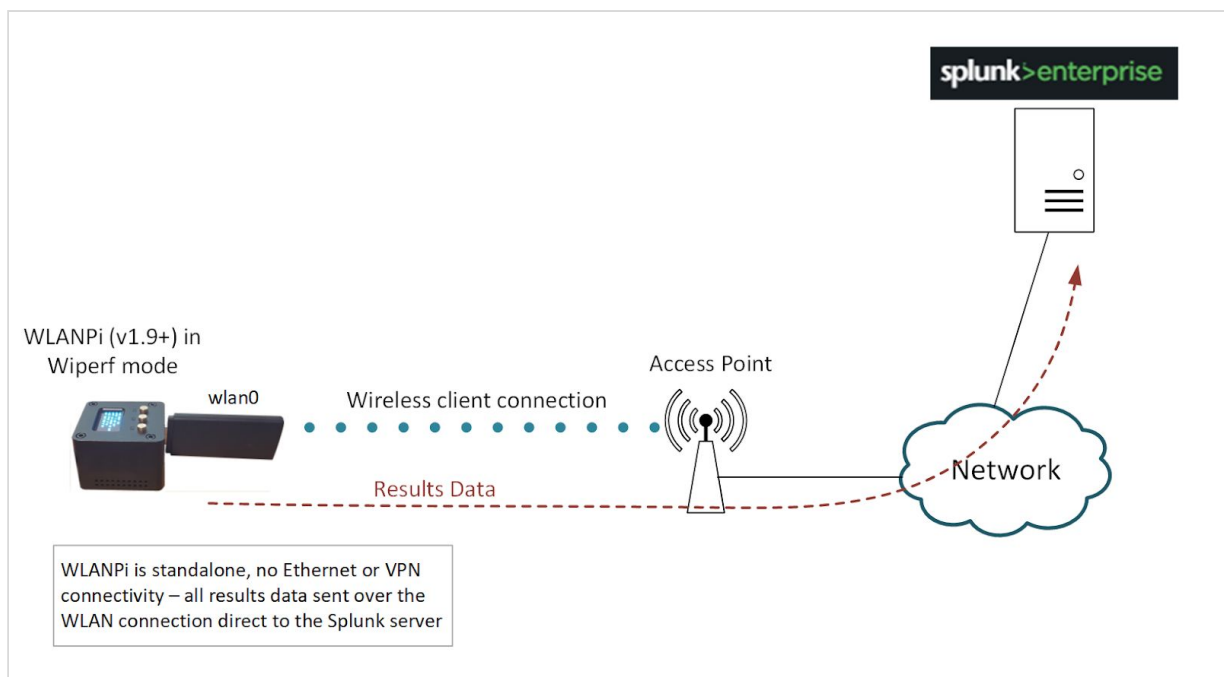 splunk>enterprise
WLANPi (v1.9+) in
Wiperf mode
wlan0
Wireless client connection
Access Point
Results Data
Network
WLANPi is standalone, no Ethernet or VPN
connectivity – all results data sent over the
WLAN connection direct to the Splunk server